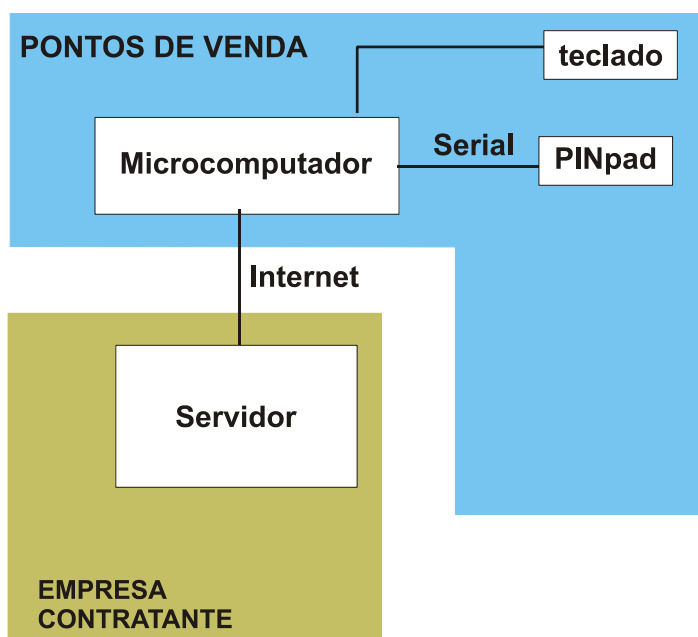 PONTOS DE VENDA
teclado
Microcomputador
Serial
PINpad
Internet
Servidor
EMPRESA
CONTRATANTE